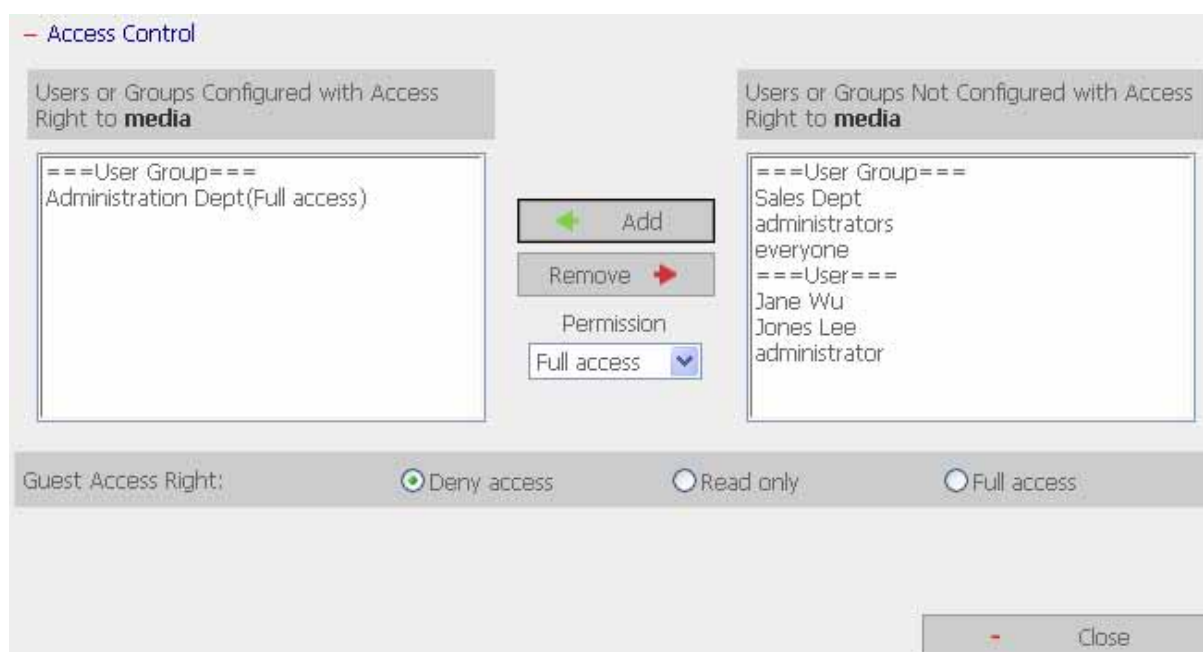 – Access Control
Users or Groups Configured with Access
Right to media
===User Group===
Administration Dept(Full access)
Add
Remove
Permission
Full access
Users or Groups Not Configured with Access
Right to media
===User Group===
Sales Dept
administrators
everyone
===User===
Jane Wu
Jones Lee
administrator
Guest Access Right: Deny access Read only Full access
- Close